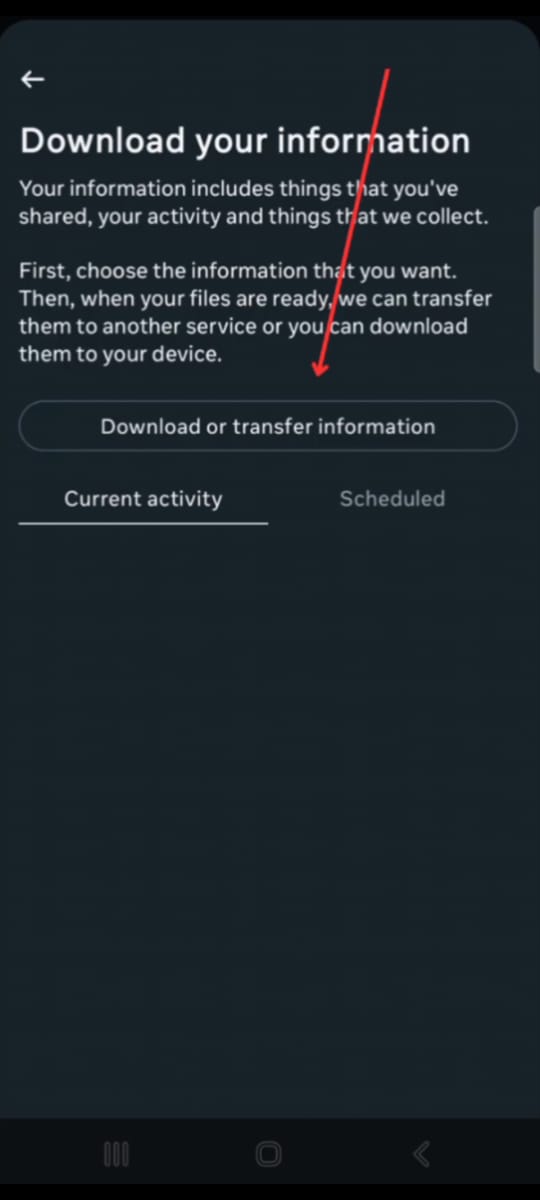 Download your information
Your information includes things that you've
shared, your activity and things that we collect.
First, choose the information that you want.
Then, when your files are ready, we can transfer
them to another service or you can download
them to your device.
Download or transfer information
Current activity
Scheduled